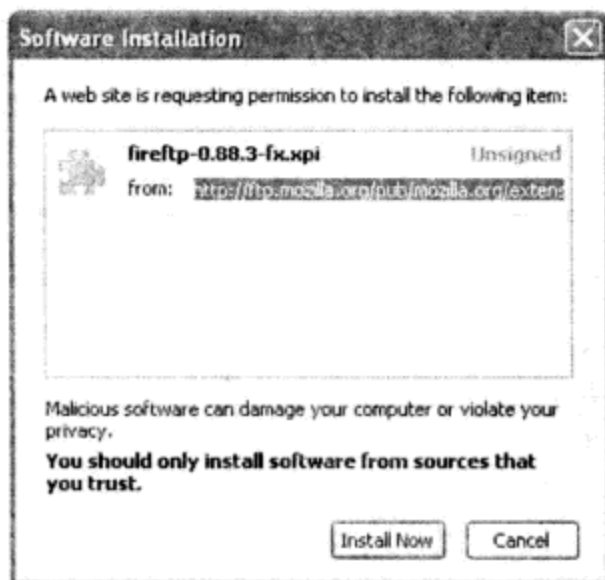 Software Installation
A web site is requesting permission to install the following item:
fireftp-0.88.3-fx.xpi Unsigned
from: http://ftp.mozilla.org/pub/mozilla.org/extens
Malicious software can damage your computer or violate your
privacy.
You should only install software from sources that
you trust.
Install Now Cancel